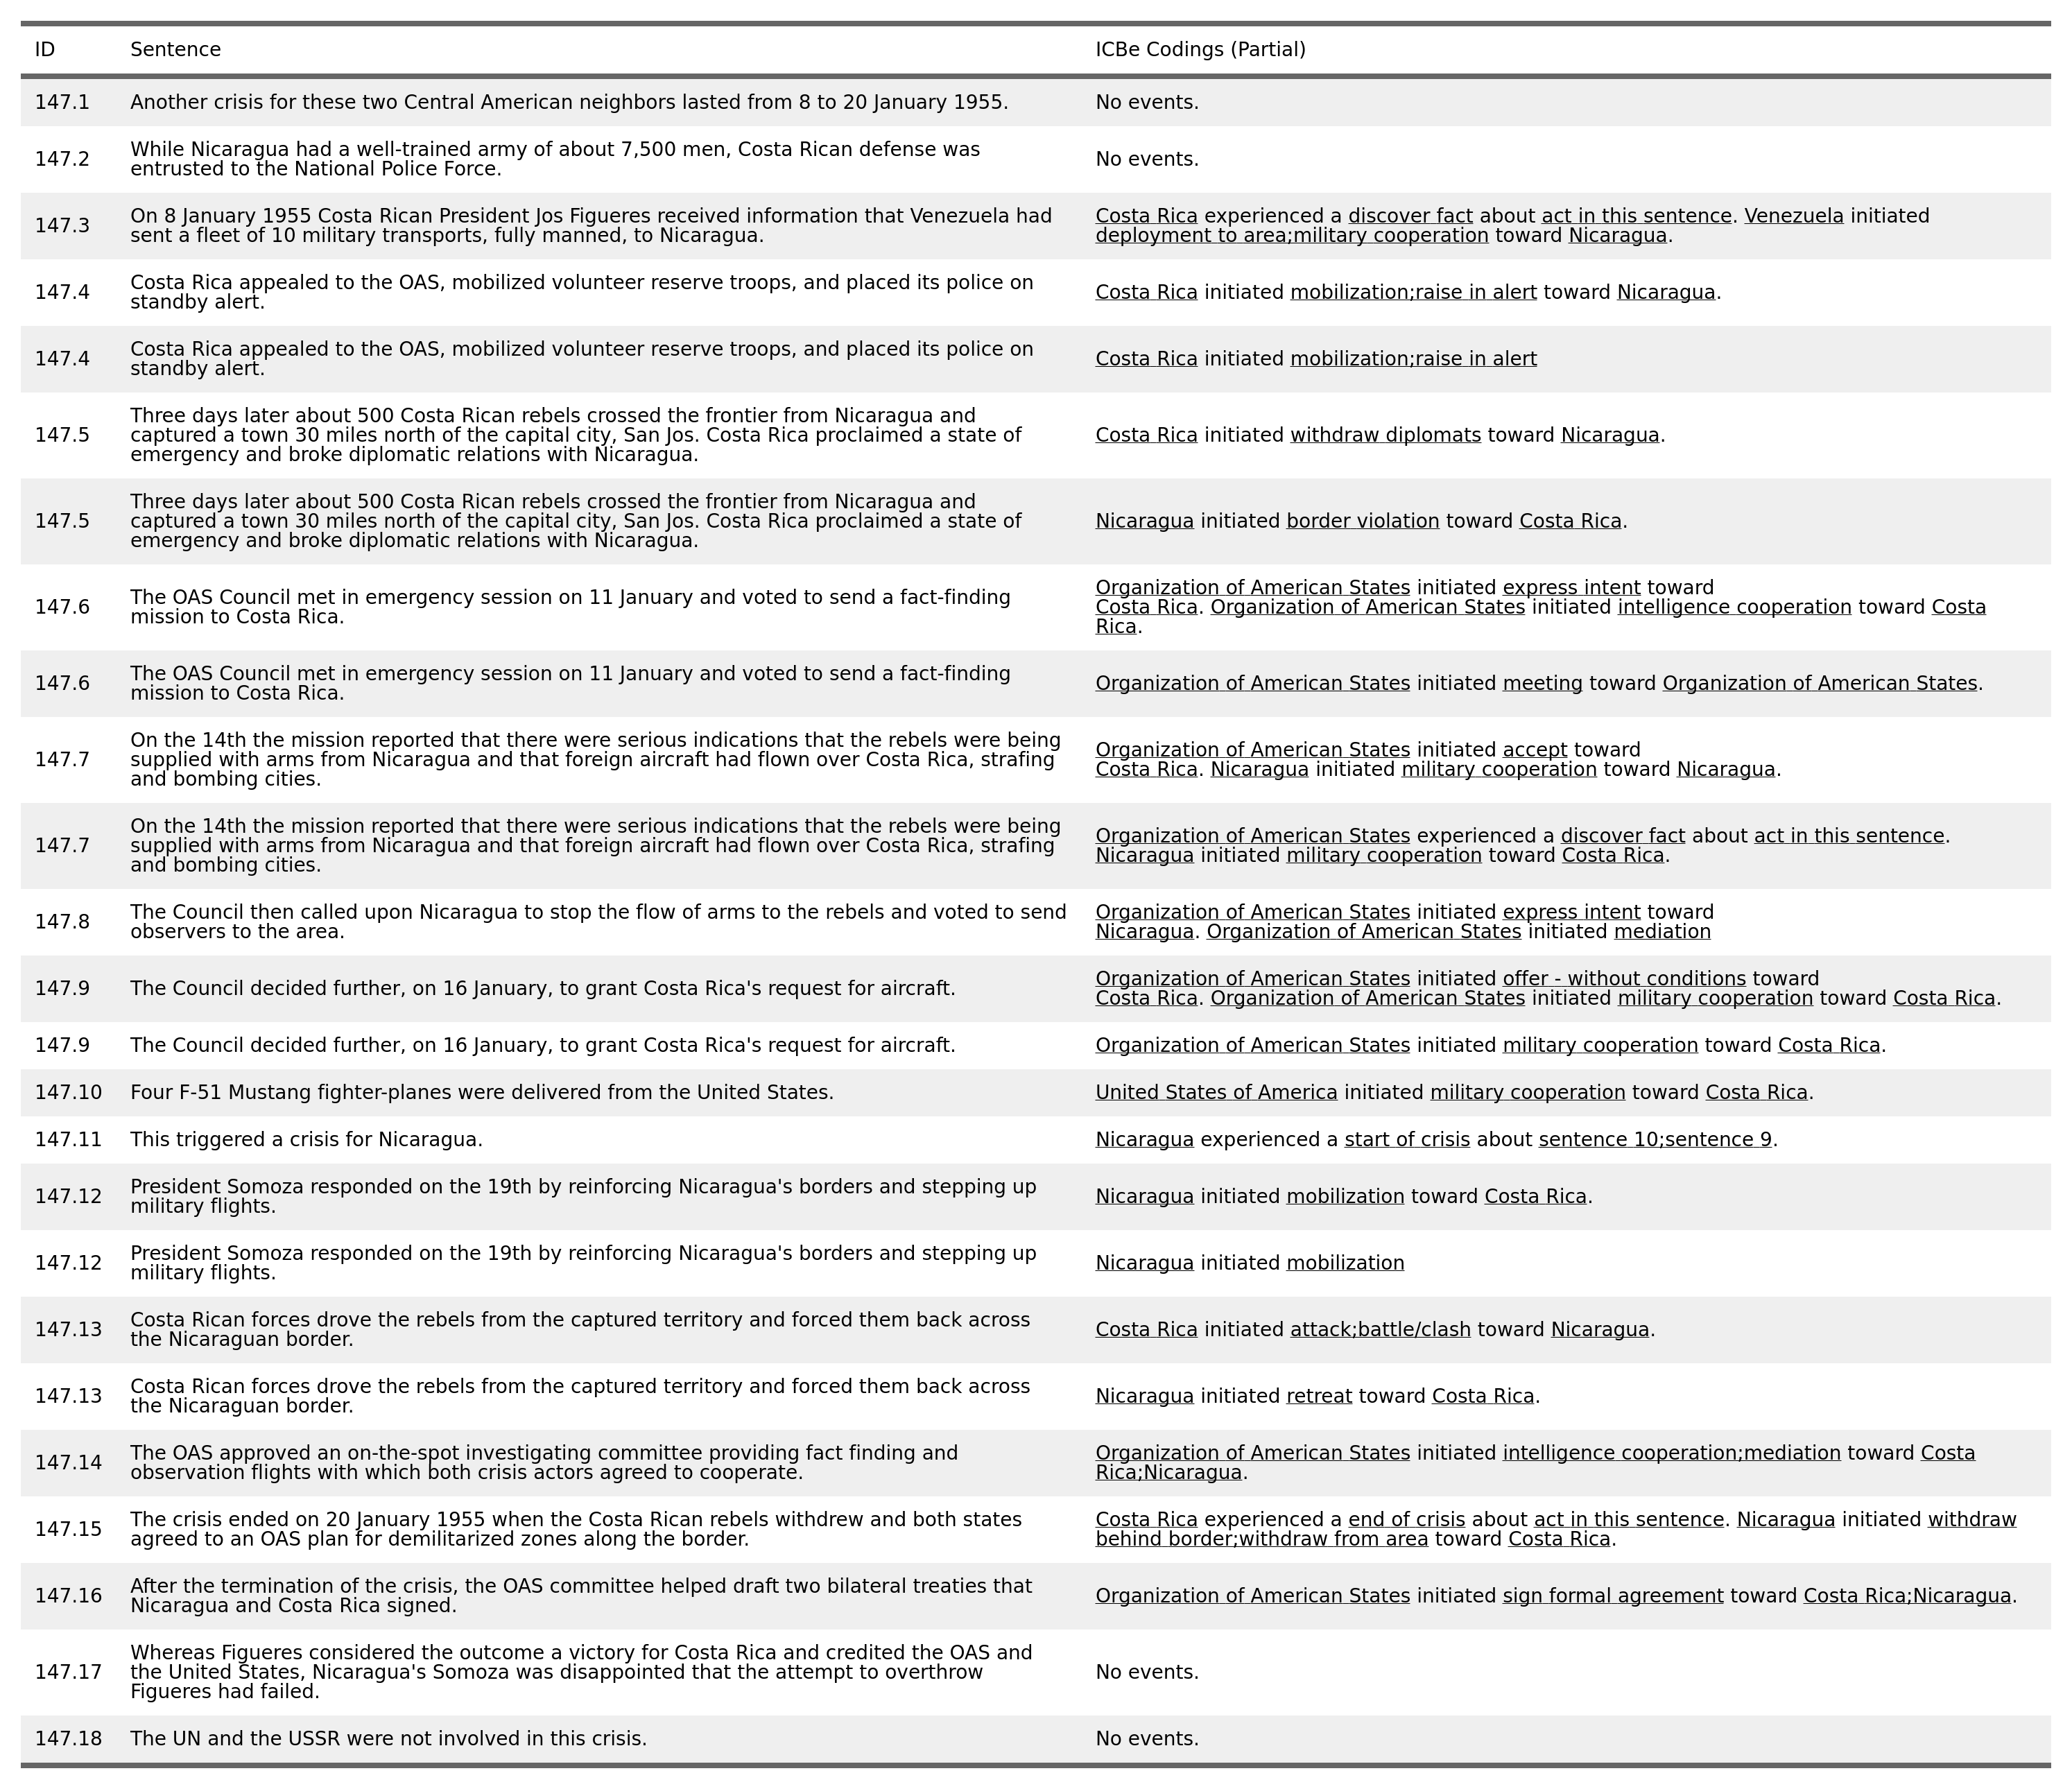 ID Sentence ICBe Codings (Partial)
147.1 Another crisis for these two Central American neighbors lasted from 8 to 20 January 1955. No events.
147.2 While Nicaragua had a well-trained army of about 7,500 men, Costa Rican defense was
entrusted to the National Police Force. No events.
147.3 On 8 January 1955 Costa Rican President Jos Figueres received information that Venezuela had
sent a fleet of 10 military transports, fully manned, to Nicaragua.
Costa Rica experienced a discover fact about act in this sentence. Venezuela initiated
deployment to area;military cooperation toward Nicaragua.
147.4 Costa Rica appealed to the OAS, mobilized volunteer reserve troops, and placed its police on
standby alert.
Costa Rica initiated mobilization;raise in alert toward Nicaragua.
147.4 Costa Rica appealed to the OAS, mobilized volunteer reserve troops, and placed its police on
standby alert.
Costa Rica initiated mobilization;raise in alert
147.5 Three days later about 500 Costa Rican rebels crossed the frontier from Nicaragua and
captured a town 30 miles north of the capital city, San Jos. Costa Rica proclaimed a state of
emergency and broke diplomatic relations with Nicaragua.
Costa Rica initiated withdraw diplomats toward Nicaragua.
147.5 Three days later about 500 Costa Rican rebels crossed the frontier from Nicaragua and
captured a town 30 miles north of the capital city, San Jos. Costa Rica proclaimed a state of
emergency and broke diplomatic relations with Nicaragua.
Nicaragua initiated border violation toward Costa Rica.
147.6 The OAS Council met in emergency session on 11 January and voted to send a fact-finding
mission to Costa Rica.
Organization of American States initiated express intent toward
Costa Rica. Organization of American States initiated intelligence cooperation toward Costa
Rica.
147.6 The OAS Council met in emergency session on 11 January and voted to send a fact-finding
mission to Costa Rica.
Organization of American States initiated meeting toward Organization of American States.
147.7 On the 14th the mission reported that there were serious indications that the rebels were being
supplied with arms from Nicaragua and that foreign aircraft had flown over Costa Rica, strafing
and bombing cities.
Organization of American States initiated accept toward
Costa Rica. Nicaragua initiated military cooperation toward Nicaragua.
147.7 On the 14th the mission reported that there were serious indications that the rebels were being
supplied with arms from Nicaragua and that foreign aircraft had flown over Costa Rica, strafing
and bombing cities.
Organization of American States experienced a discover fact about act in this sentence.
Nicaragua initiated military cooperation toward Costa Rica.
147.8 The Council then called upon Nicaragua to stop the flow of arms to the rebels and voted to send
observers to the area.
Organization of American States initiated express intent toward
Nicaragua. Organization of American States initiated mediation
147.9 The Council decided further, on 16 January, to grant Costa Rica's request for aircraft.
Organization of American States initiated offer - without conditions toward
Costa Rica. Organization of American States initiated military cooperation toward Costa Rica.
147.9 The Council decided further, on 16 January, to grant Costa Rica's request for aircraft. Organization of American States initiated military cooperation toward Costa Rica.
147.10 Four F-51 Mustang fighter-planes were delivered from the United States. United States of America initiated military cooperation toward Costa Rica.
147.11 This triggered a crisis for Nicaragua. Nicaragua experienced a start of crisis about sentence 10;sentence 9.
147.12 President Somoza responded on the 19th by reinforcing Nicaragua's borders and stepping up
military flights.
Nicaragua initiated mobilization toward Costa Rica.
147.12 President Somoza responded on the 19th by reinforcing Nicaragua's borders and stepping up
military flights.
Nicaragua initiated mobilization
147.13 Costa Rican forces drove the rebels from the captured territory and forced them back across
the Nicaraguan border.
Costa Rica initiated attack;battle/clash toward Nicaragua.
147.13 Costa Rican forces drove the rebels from the captured territory and forced them back across
the Nicaraguan border.
Nicaragua initiated retreat toward Costa Rica.
147.14 The OAS approved an on-the-spot investigating committee providing fact finding and
observation flights with which both crisis actors agreed to cooperate.
Organization of American States initiated intelligence cooperation;mediation toward Costa
Rica;Nicaragua.
147.15 The crisis ended on 20 January 1955 when the Costa Rican rebels withdrew and both states
agreed to an OAS plan for demilitarized zones along the border.
Costa Rica experienced a end of crisis about act in this sentence. Nicaragua initiated withdraw
behind border;withdraw from area toward Costa Rica.
147.16 After the termination of the crisis, the OAS committee helped draft two bilateral treaties that
Nicaragua and Costa Rica signed.
Organization of American States initiated sign formal agreement toward Costa Rica;Nicaragua.
147.17 Whereas Figueres considered the outcome a victory for Costa Rica and credited the OAS and
the United States, Nicaragua's Somoza was disappointed that the attempt to overthrow
Figueres had failed.
No events.
147.18 The UN and the USSR were not involved in this crisis. No events.